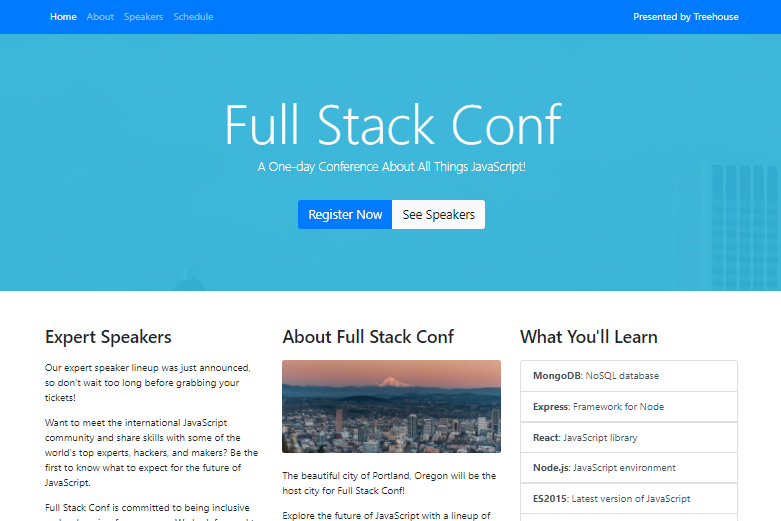 Home About Speakers Schedule Presented by Treehouse
Full Stack Conf
A One-day Conference About All Things JavaScript!
Register Now See Speakers
Expert Speakers
Our expert speaker lineup was just announced,
so don't wait too long before grabbing your
tickets!
Want to meet the international JavaScript
community and share skills with some of the
world's top experts, hackers, and makers? Be the
first to know what to expect for the future of
JavaScript.
Full Stack Conf is committed to being inclusive
About Full Stack Conf
The beautiful city of Portland, Oregon will be the
host city for Full Stack Conf!
Explore the future of JavaScript with a lineup of
What You'll Learn
MongoDB: NoSQL database
Express: Framework for Node
React: JavaScript library
Node.js: JavaScript environment
ES2015: Latest version of JavaScript